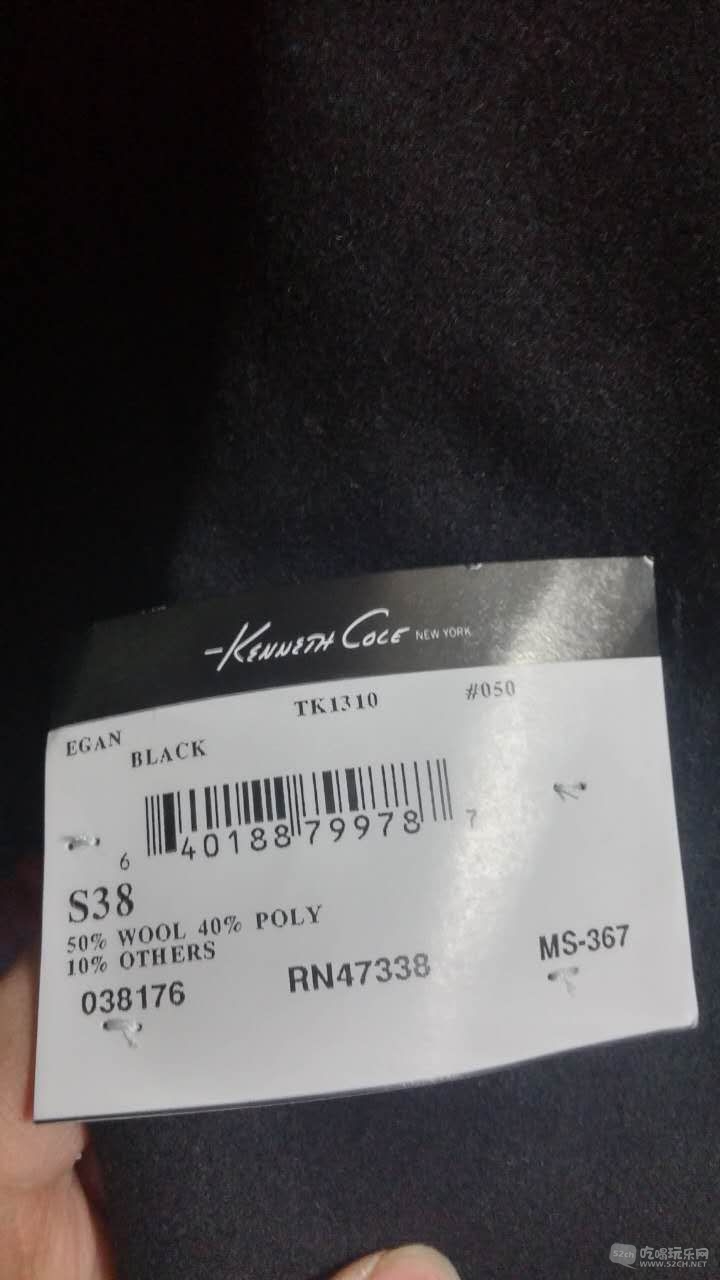 KENNETH COLE NEW YORK
EGAN TK1310 #050
BLACK
6 40188 79978 7
S38
50% WOOL 40% POLY
10% OTHERS
038176 RN47338 MS-367
52ch 吃喝玩乐网
WWW.52CH.NET